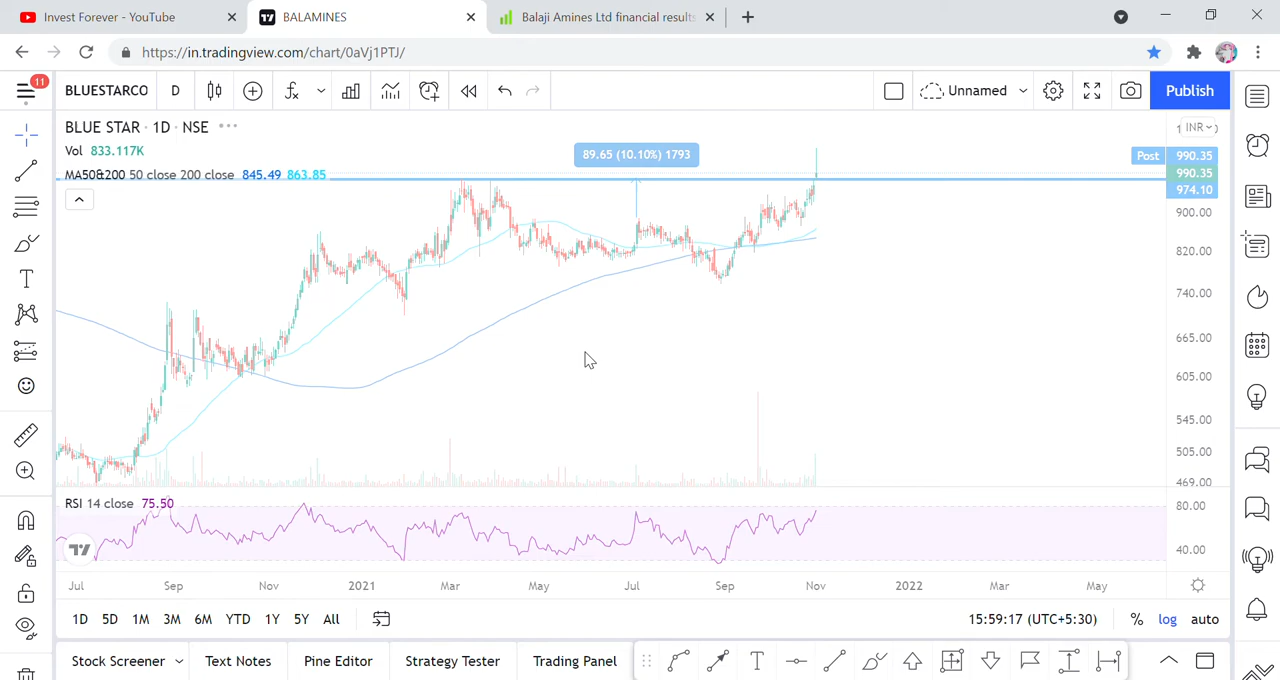 Invest Forever - YouTube
BALAMINES
Balaji Amines Ltd financial results
https://in.tradingview.com/chart/0aVj1PTJ/
11
BLUESTARCO
D
Unnamed
Publish
BLUE STAR · 1D · NSE
INR
Vol 833.117K
89.65 (10.10%) 1793
Post 990.35
MA50&200 50 close 200 close 845.49 863.85
990.35
974.10
900.00
820.00
740.00
665.00
605.00
545.00
505.00
469.00
RSI 14 close 75.50
80.00
40.00
Jul Sep Nov 2021 Mar May Jul Sep Nov 2022 Mar May
1D 5D 1M 3M 6M YTD 1Y 5Y All
15:59:17 (UTC+5:30) % log auto
Stock Screener Text Notes Pine Editor Strategy Tester Trading Panel